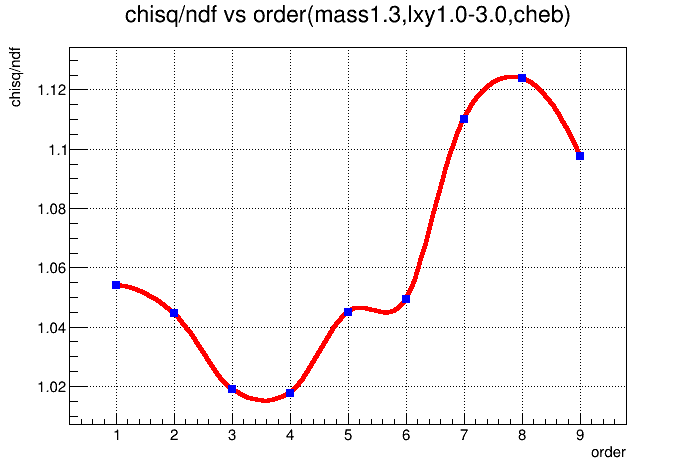 chisq/ndf vs order(mass1.3,lxy1.0-3.0,cheb)
chisq/ndf
1.12
1.1
1.08
1.06
1.04
1.02
1 2 3 4 5 6 7 8 9
order